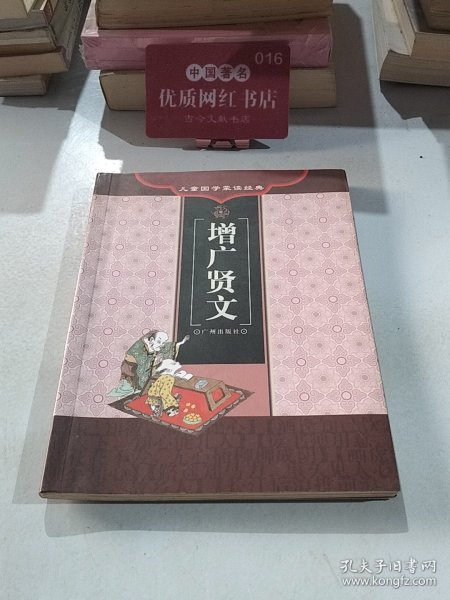 016
中国著名
优质网红书店
古今文献书店
儿童国学蒙读经典
增广贤文
广州出版社
孔夫子旧书网
www.kongfz.com